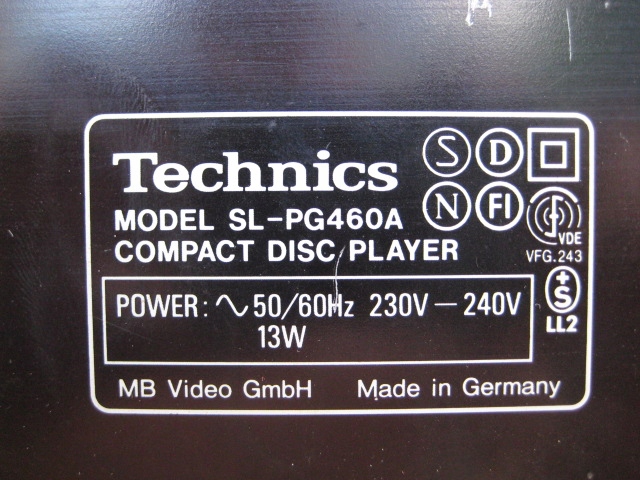 Technics
MODEL SL-PG460A
COMPACT DISC PLAYER
S D
N FI
VDE
VFG.243
+S
LL2
POWER: ∿ 50/60Hz 230V - 240V
13W
MB Video GmbH Made in Germany